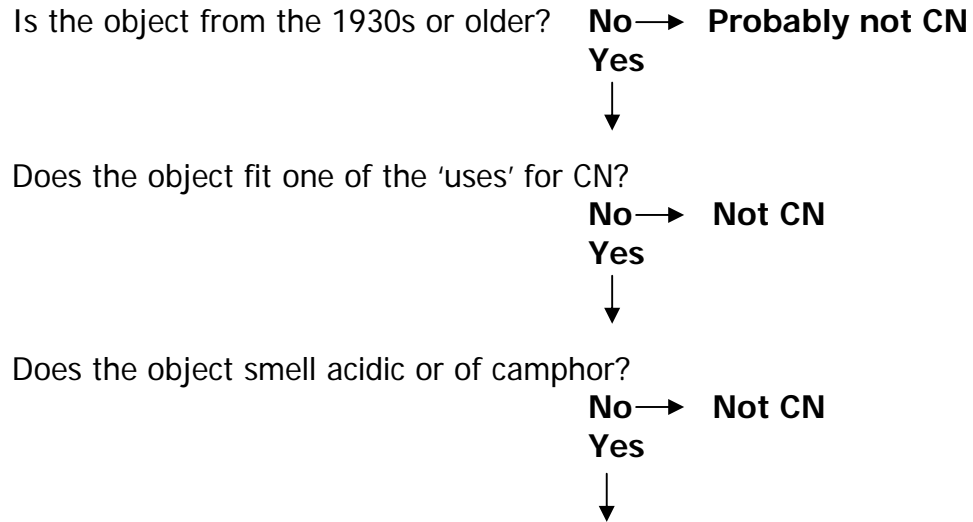 Is the object from the 1930s or older? No Probably not CN
Yes
Does the object fit one of the ‘uses’ for CN?
No Not CN
Yes
Does the object smell acidic or of camphor?
No Not CN
Yes